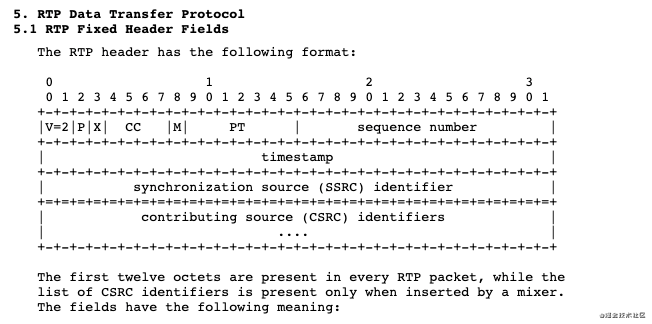 5. RTP Data Transfer Protocol
5.1 RTP Fixed Header Fields
The RTP header has the following format:
0                   1                   2                   3
0 1 2 3 4 5 6 7 8 9 0 1 2 3 4 5 6 7 8 9 0 1 2 3 4 5 6 7 8 9 0 1
+-+-+-+-+-+-+-+-+-+-+-+-+-+-+-+-+-+-+-+-+-+-+-+-+-+-+-+-+-+-+-+-+
|V=2|P|X|  CC   |M|     PT      |       sequence number         |
+-+-+-+-+-+-+-+-+-+-+-+-+-+-+-+-+-+-+-+-+-+-+-+-+-+-+-+-+-+-+-+-+
|                           timestamp                           |
+-+-+-+-+-+-+-+-+-+-+-+-+-+-+-+-+-+-+-+-+-+-+-+-+-+-+-+-+-+-+-+-+
|           synchronization source (SSRC) identifier            |
+=+=+=+=+=+=+=+=+=+=+=+=+=+=+=+=+=+=+=+=+=+=+=+=+=+=+=+=+=+=+=+=+
|            contributing source (CSRC) identifiers             |
|                             ....                              |
+-+-+-+-+-+-+-+-+-+-+-+-+-+-+-+-+-+-+-+-+-+-+-+-+-+-+-+-+-+-+-+-+
The first twelve octets are present in every RTP packet, while the
list of CSRC identifiers is present only when inserted by a mixer.
The fields have the following meaning:
@掘金技术社区